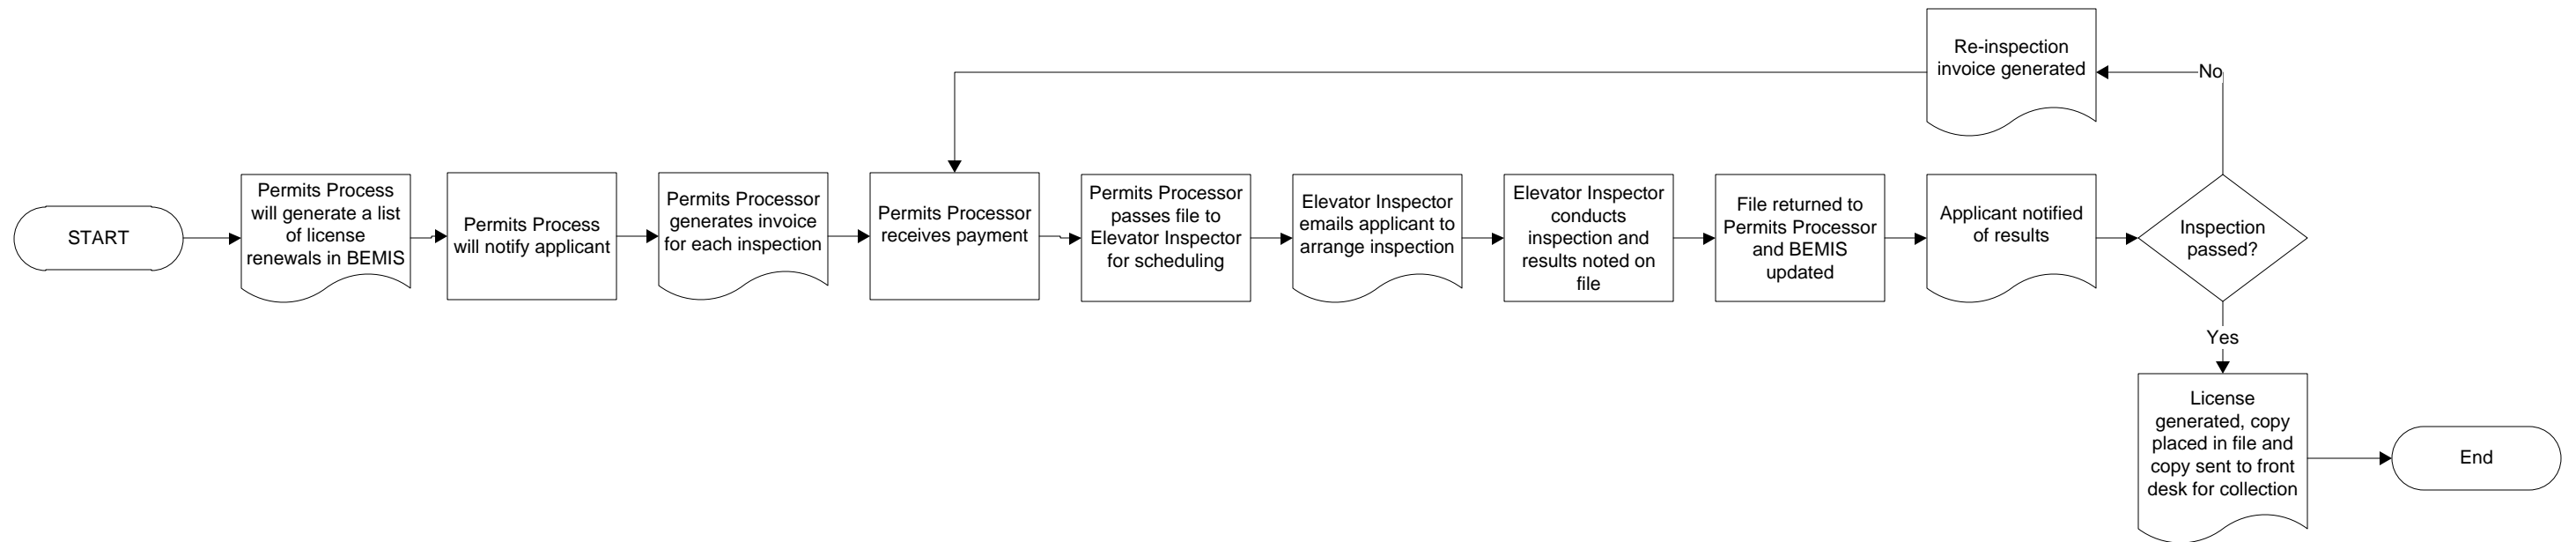 START
Permits Process
will generate a list
of license
renewals in BEMIS
Permits Process
will notify applicant
Permits Processor
generates invoice
for each inspection
Permits Processor
receives payment
Permits Processor
passes file to
Elevator Inspector
for scheduling
Elevator Inspector
emails applicant to
arrange inspection
Elevator Inspector
conducts
inspection and
results noted on
file
File returned to
Permits Processor
and BEMIS
updated
Applicant notified
of results
Inspection
passed?
No
Re-inspection
invoice generated
Yes
License
generated, copy
placed in file and
copy sent to front
desk for collection
End